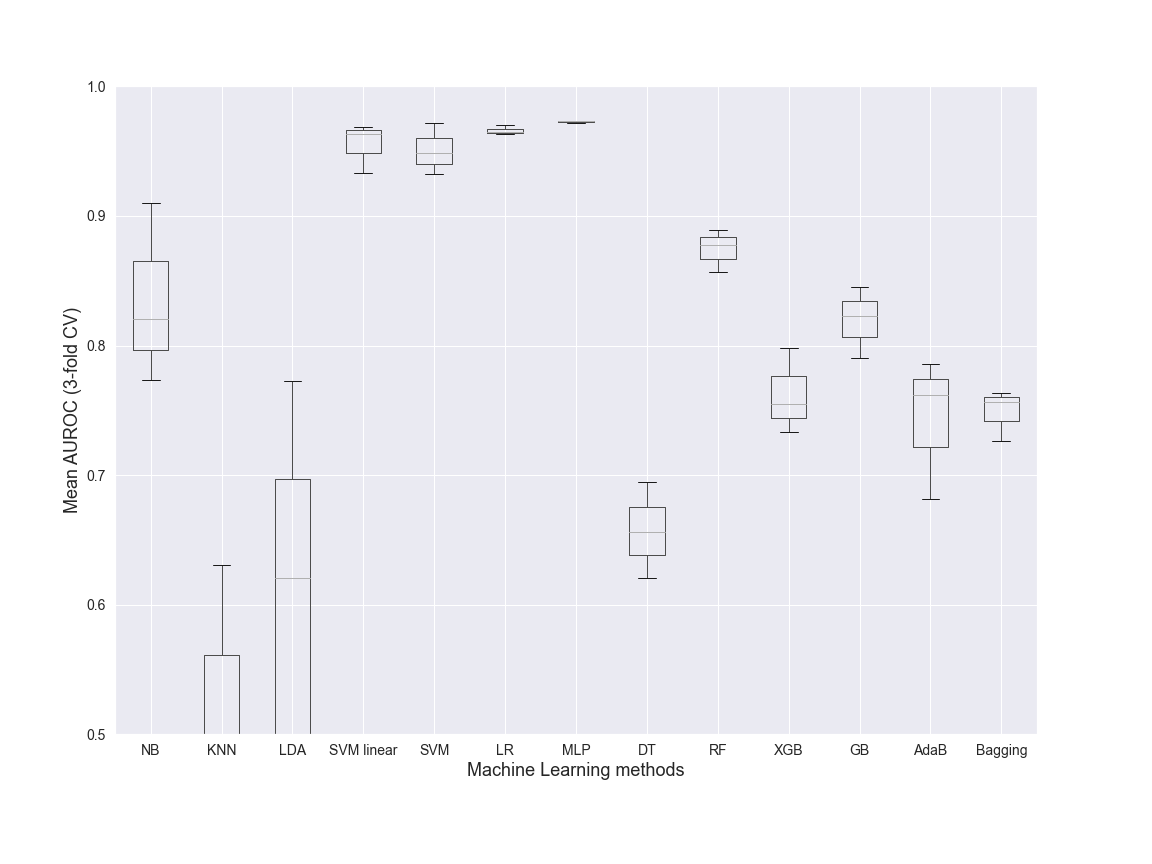 1.0
0.9
0.8
0.7
0.6
0.5
Mean AUROC (3-fold CV)
NB KNN LDA SVM linear SVM LR MLP DT RF XGB GB AdaB Bagging
Machine Learning methods